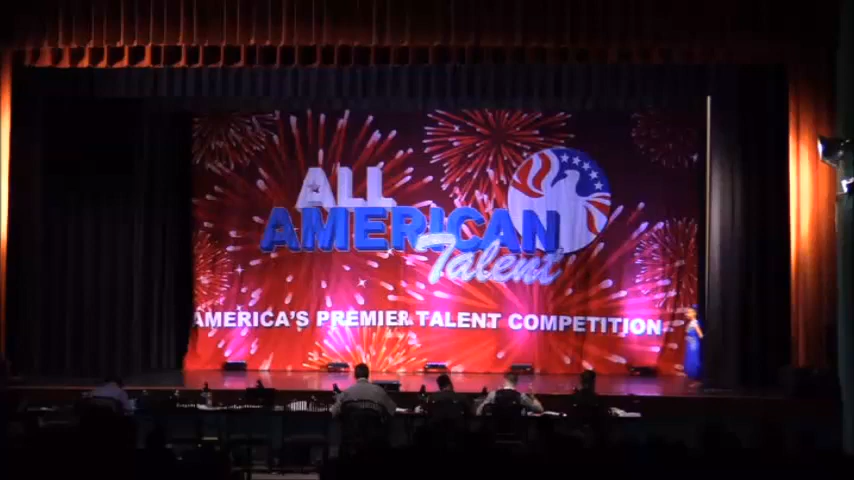 ALL
AMERICAN
Talent
AMERICA'S PREMIER TALENT COMPETITION